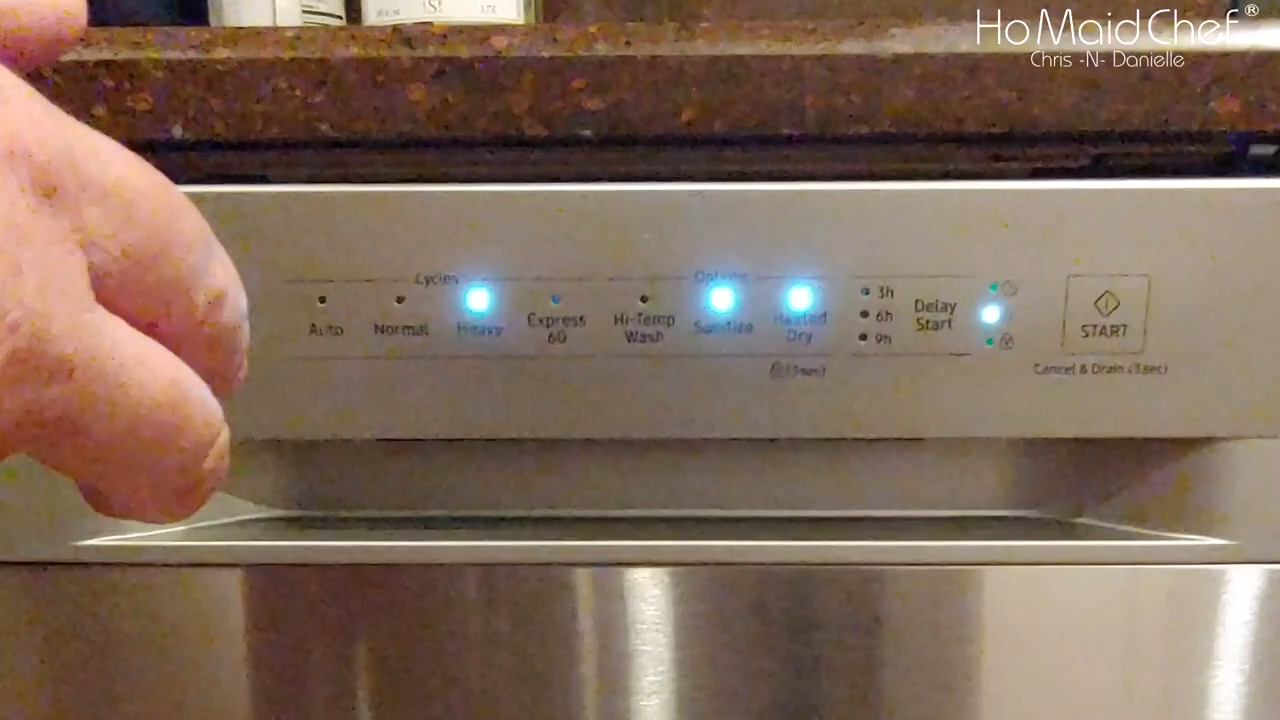 HoMaidChef®
Chris -N- Danielle
Cycles
Options
Auto
Normal
Heavy
Express
60
Hi-Temp
Wash
Sanitize
Heated
Dry
(3sec)
3h
6h
9h
Delay
Start
START
Cancel & Drain (3sec)